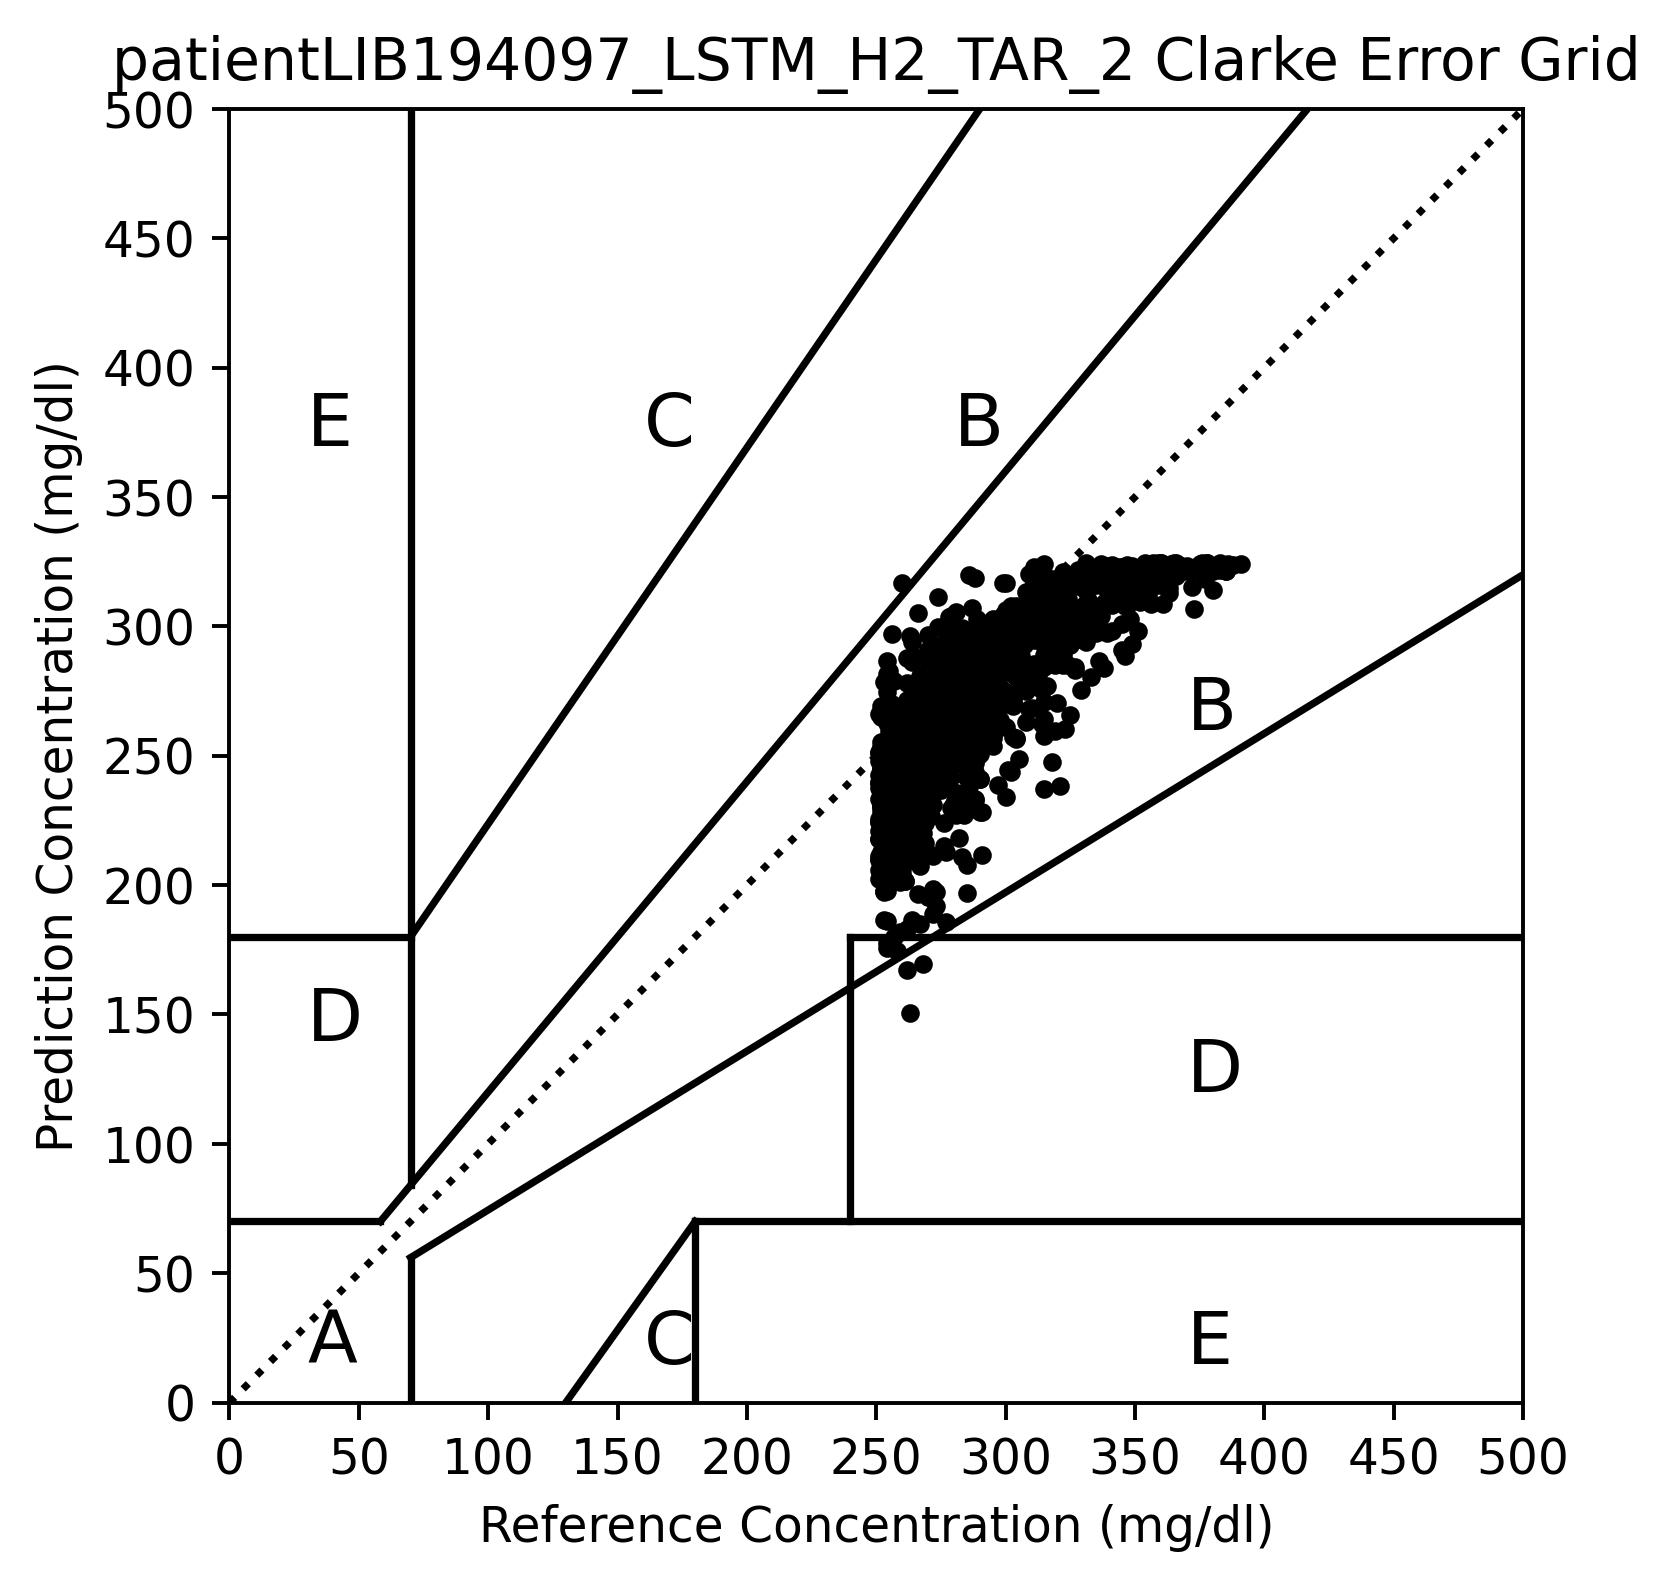 patientLIB194097_LSTM_H2_TAR_2 Clarke Error Grid
Prediction Concentration (mg/dl)
500
450
400
350
300
250
200
150
100
50
0
E
C
B
B
D
D
A
C
E
0 50 100 150 200 250 300 350 400 450 500
Reference Concentration (mg/dl)